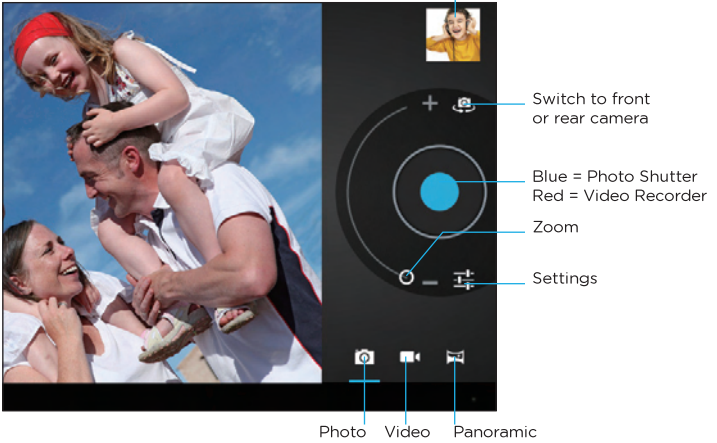 Switch to front
or rear camera
Blue = Photo Shutter
Red = Video Recorder
Zoom
Settings
Photo Video Panoramic